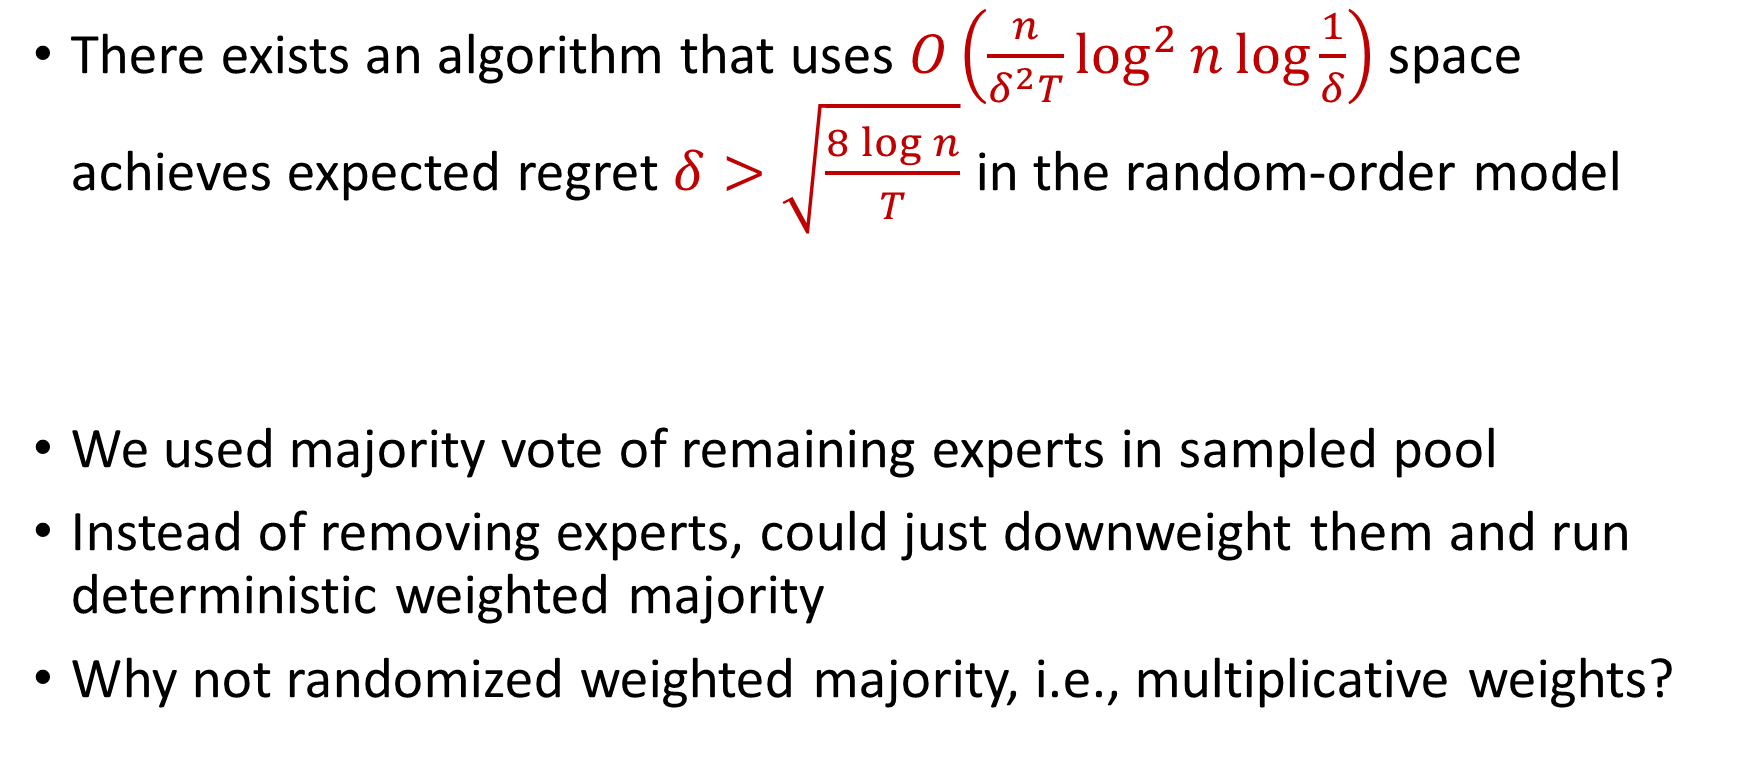 • There exists an algorithm that uses O(n/(δ²T) log² n log 1/δ) space
achieves expected regret δ > √(8 log n/T) in the random-order model
• We used majority vote of remaining experts in sampled pool
• Instead of removing experts, could just downweight them and run
deterministic weighted majority
• Why not randomized weighted majority, i.e., multiplicative weights?